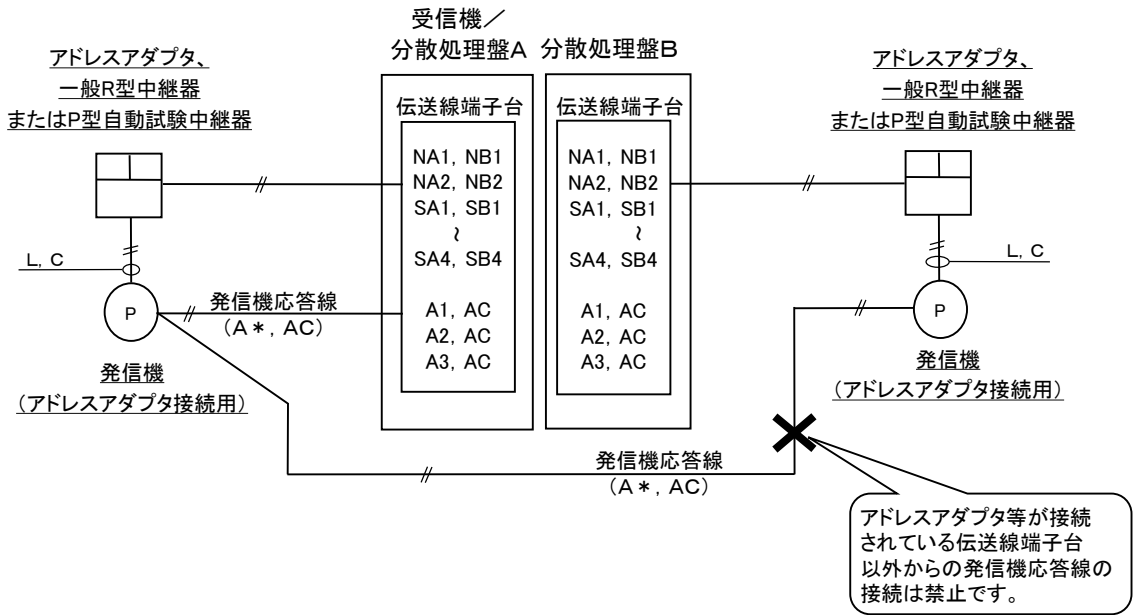 受信機／
分散処理盤A
分散処理盤B
アドレスアダプタ、
一般R型中継器
またはP型自動試験中継器
アドレスアダプタ、
一般R型中継器
またはP型自動試験中継器
伝送線端子台
NA1, NB1
NA2, NB2
SA1, SB1
～
SA4, SB4
A1, AC
A2, AC
A3, AC
伝送線端子台
NA1, NB1
NA2, NB2
SA1, SB1
～
SA4, SB4
A1, AC
A2, AC
A3, AC
L, C
L, C
P
発信機応答線
(A＊, AC)
P
発信機
（アドレスアダプタ接続用）
発信機
（アドレスアダプタ接続用）
発信機応答線
(A＊, AC)
アドレスアダプタ等が接続
されている伝送線端子台
以外からの発信機応答線の
接続は禁止です。